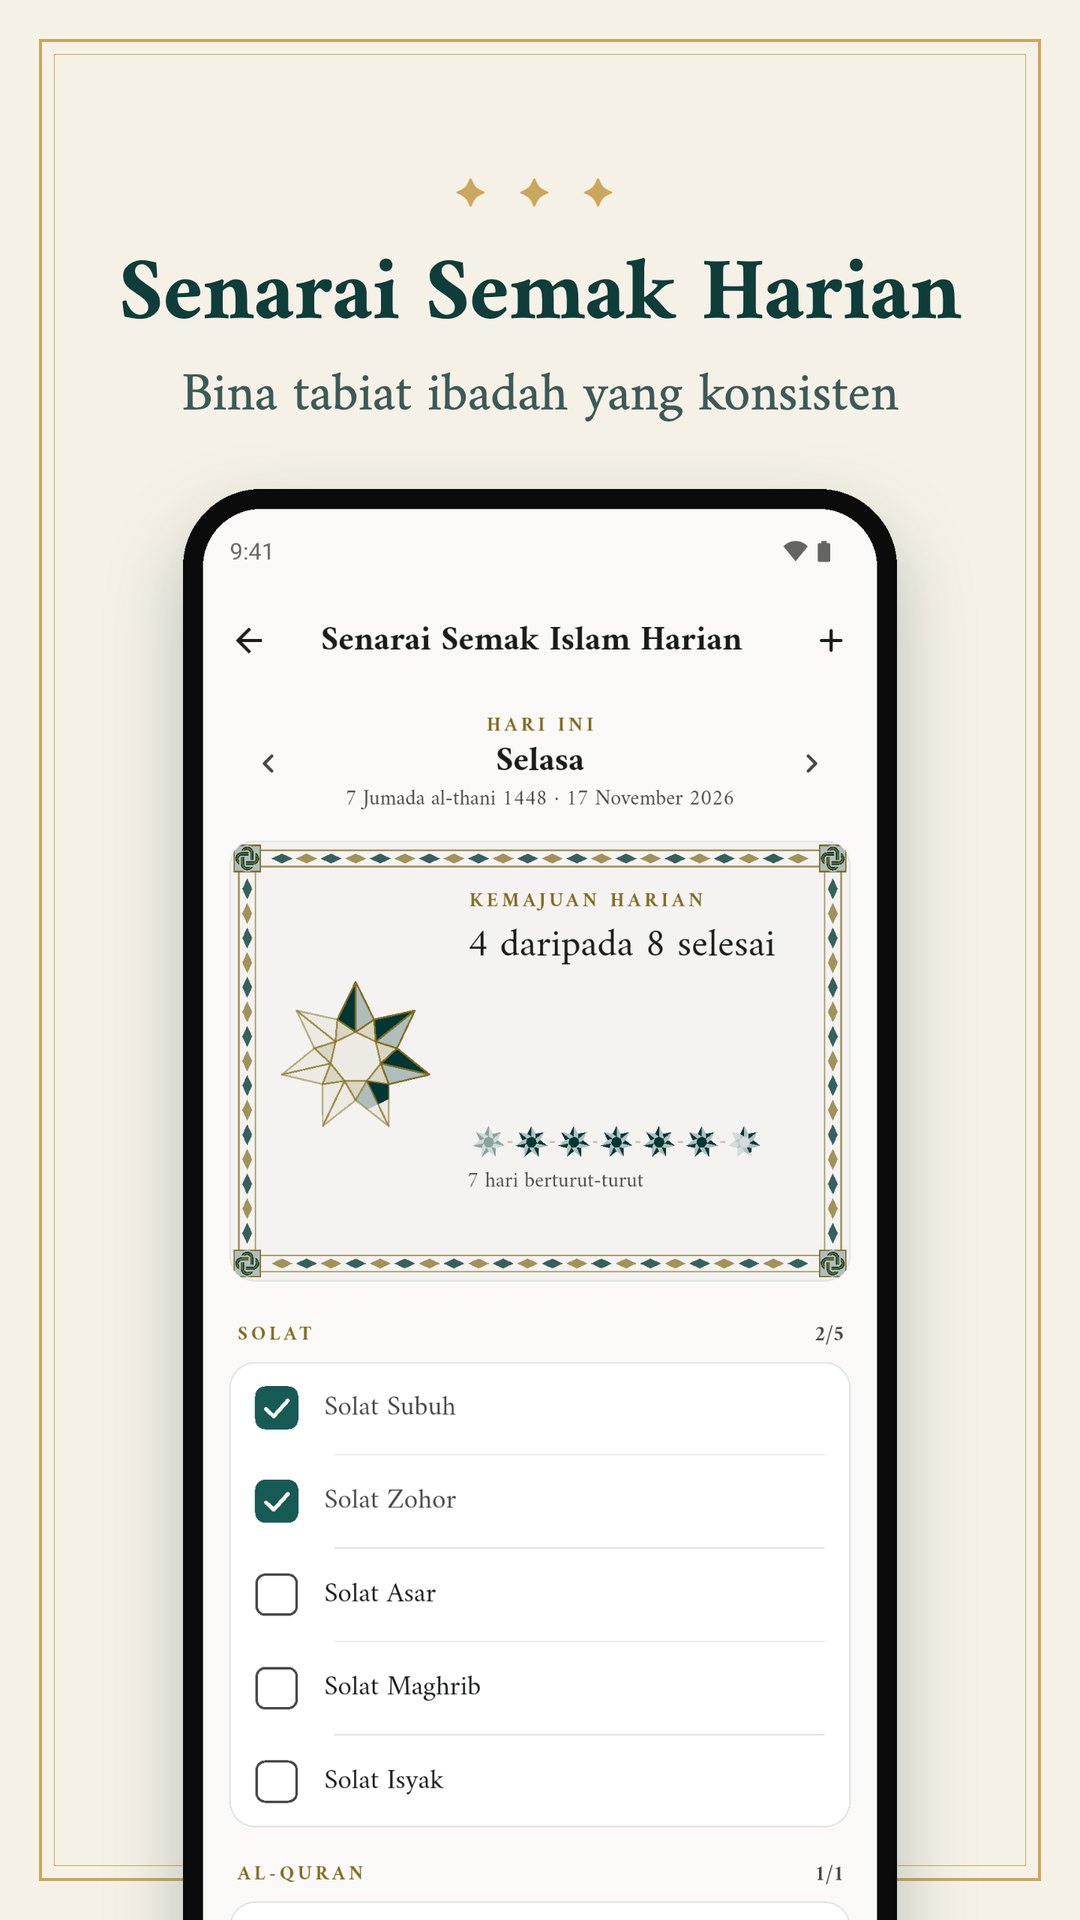 Senarai Semak Harian
Bina tabiat ibadah yang konsisten
9:41
Senarai Semak Islam Harian
HARI INI
Selasa
7 Jumada al-thani 1448 · 17 November 2026
KEMAJUAN HARIAN
4 daripada 8 selesai
7 hari berturut-turut
SOLAT 2/5
Solat Subuh
Solat Zohor
Solat Asar
Solat Maghrib
Solat Isyak
AL-QURAN 1/1